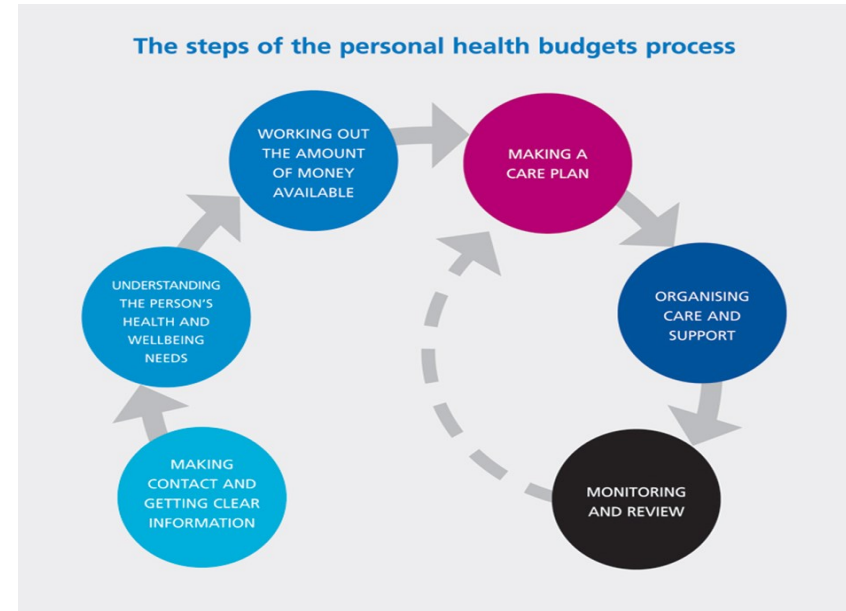 The steps of the personal health budgets process
MAKING
CONTACT AND
GETTING CLEAR
INFORMATION
UNDERSTANDING
THE PERSON'S
HEALTH AND
WELLBEING
NEEDS
WORKING OUT
THE AMOUNT
OF MONEY
AVAILABLE
MAKING A
CARE PLAN
ORGANISING
CARE AND
SUPPORT
MONITORING
AND REVIEW